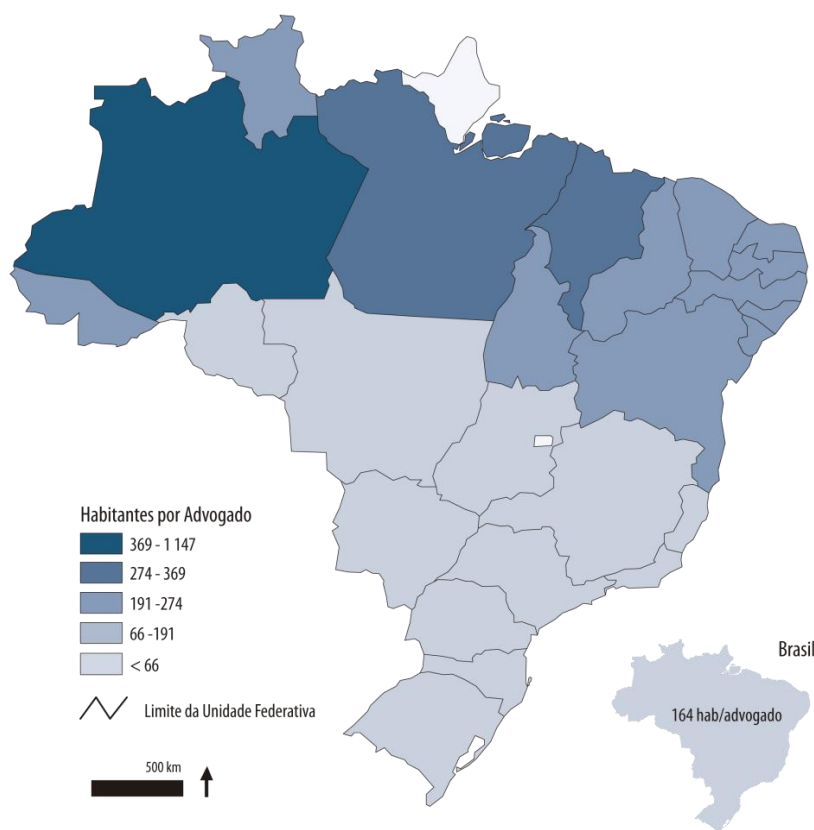 Habitantes por Advogado
369 - 1 147
274 - 369
191 -274
66 -191
< 66
Limite da Unidade Federativa
500 km
Brasil
164 hab/advogado